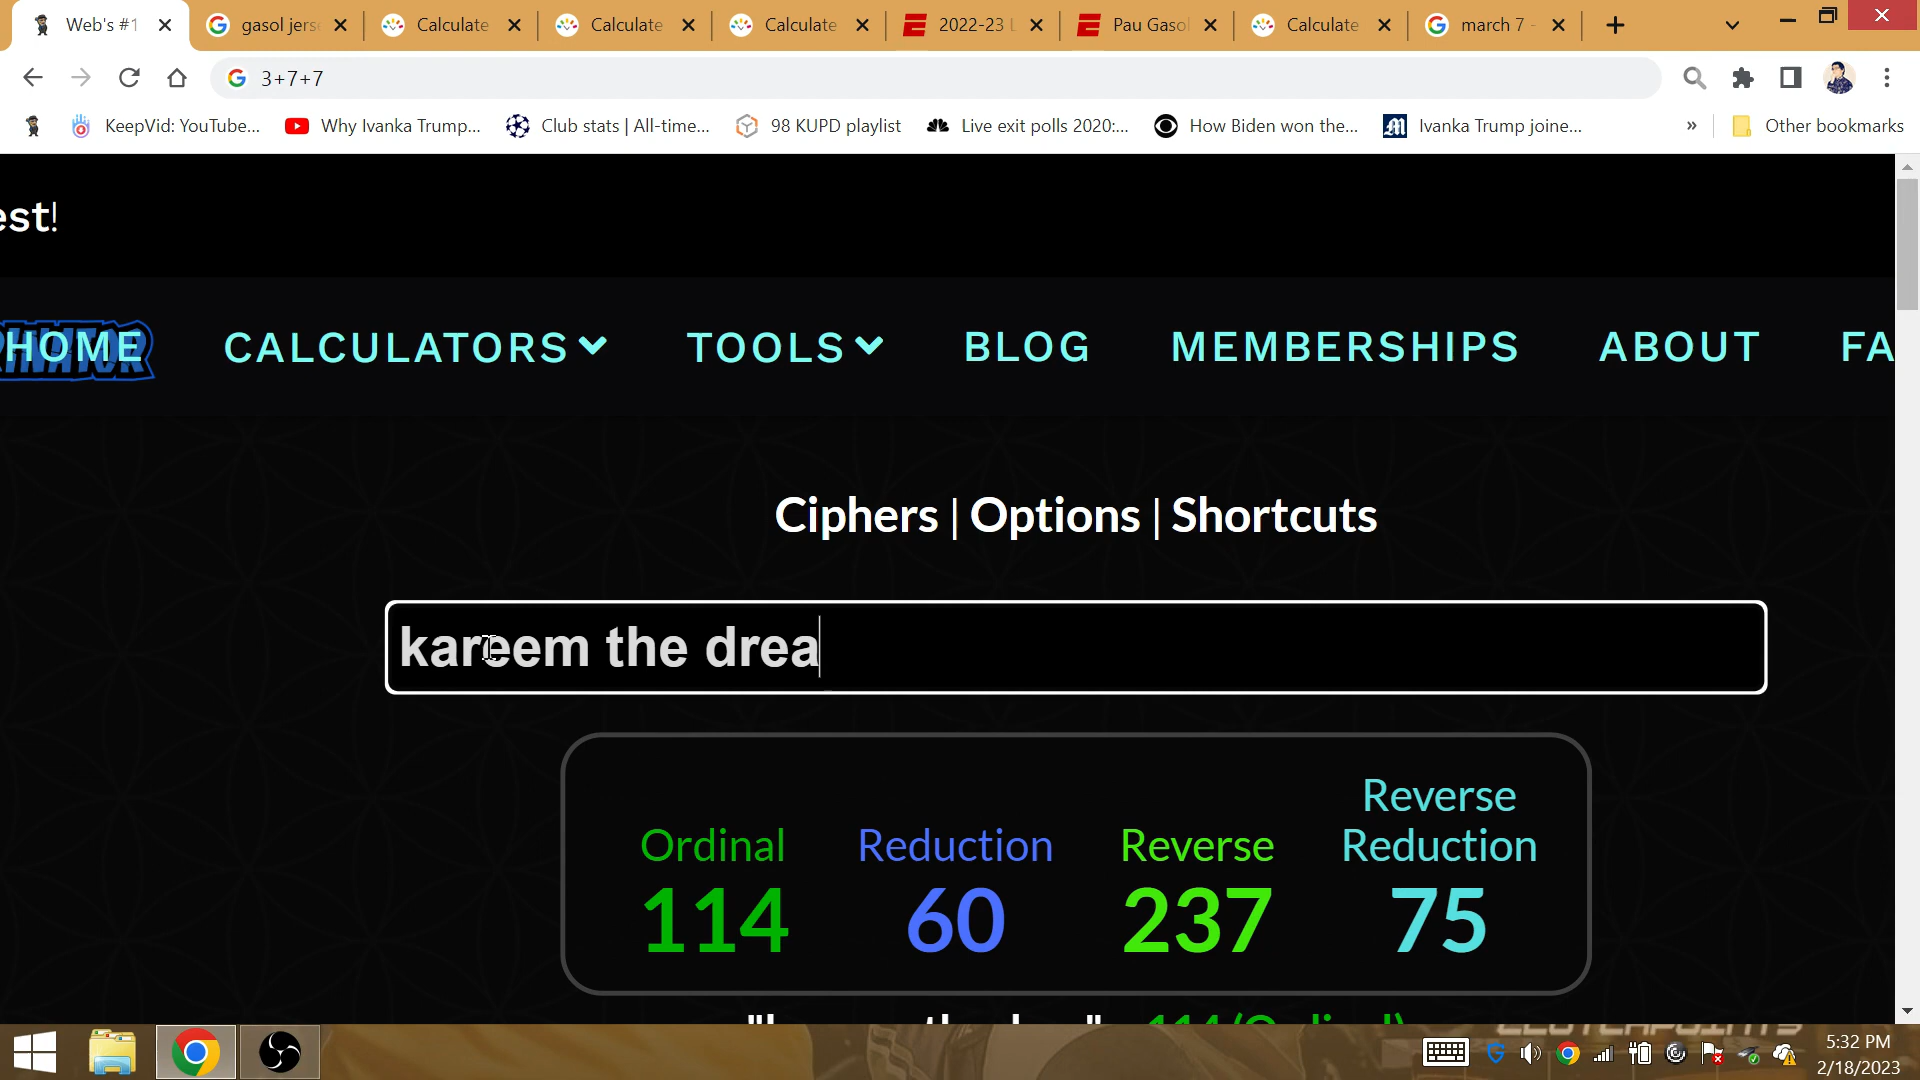 Web's #1
gasol jers
Calculate
Calculate
Calculate
2022-23 L
Pau Gasol
Calculate
march 7 -
3+7+7
KeepVid: YouTube...
Why Ivanka Trump...
Club stats | All-time...
98 KUPD playlist
Live exit polls 2020:...
How Biden won the...
Ivanka Trump joine...
»
Other bookmarks
est!
HOME
CALCULATORS
TOOLS
BLOG
MEMBERSHIPS
ABOUT
FA
Ciphers | Options | Shortcuts
kareem the drea
Ordinal
114
Reduction
60
Reverse
237
Reverse
Reduction
75
5:32 PM
2/18/2023